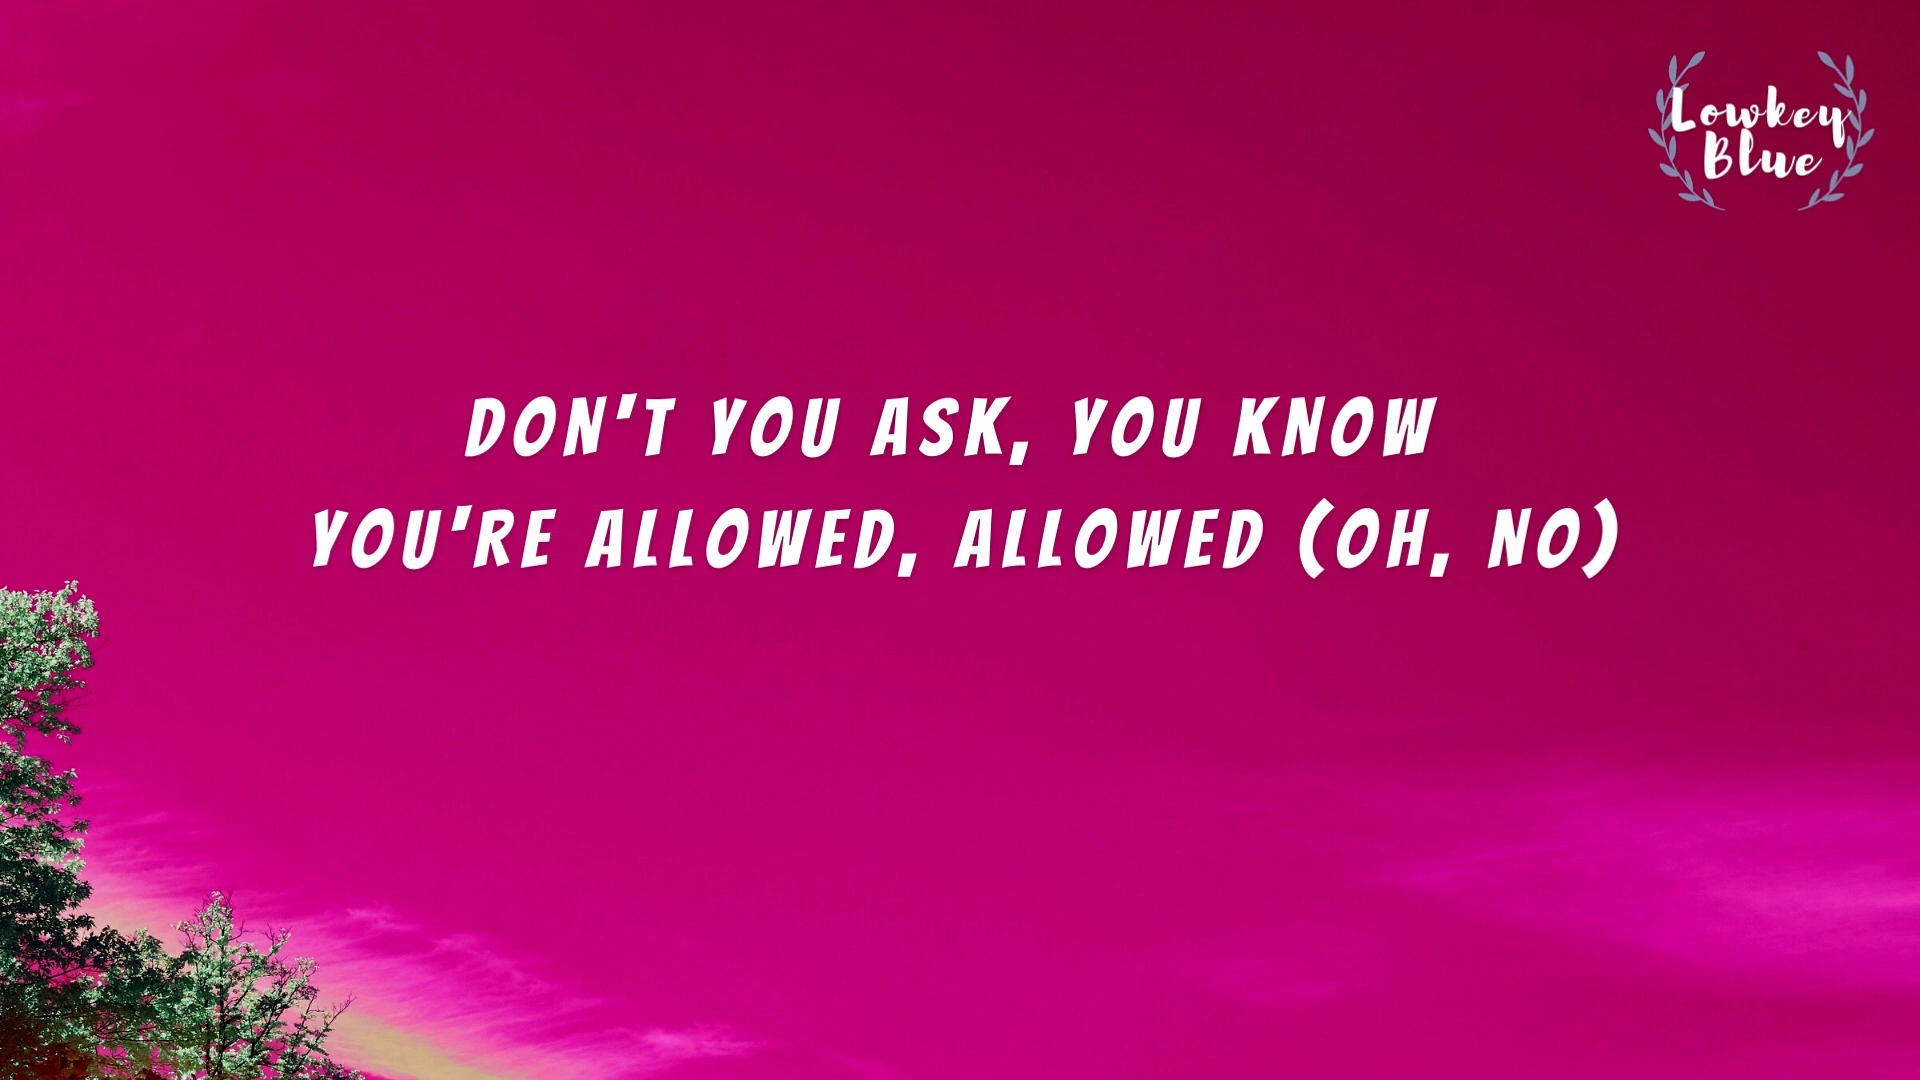 Lowkey
Blue
DON'T YOU ASK, YOU KNOW
YOU'RE ALLOWED, ALLOWED (OH, NO)